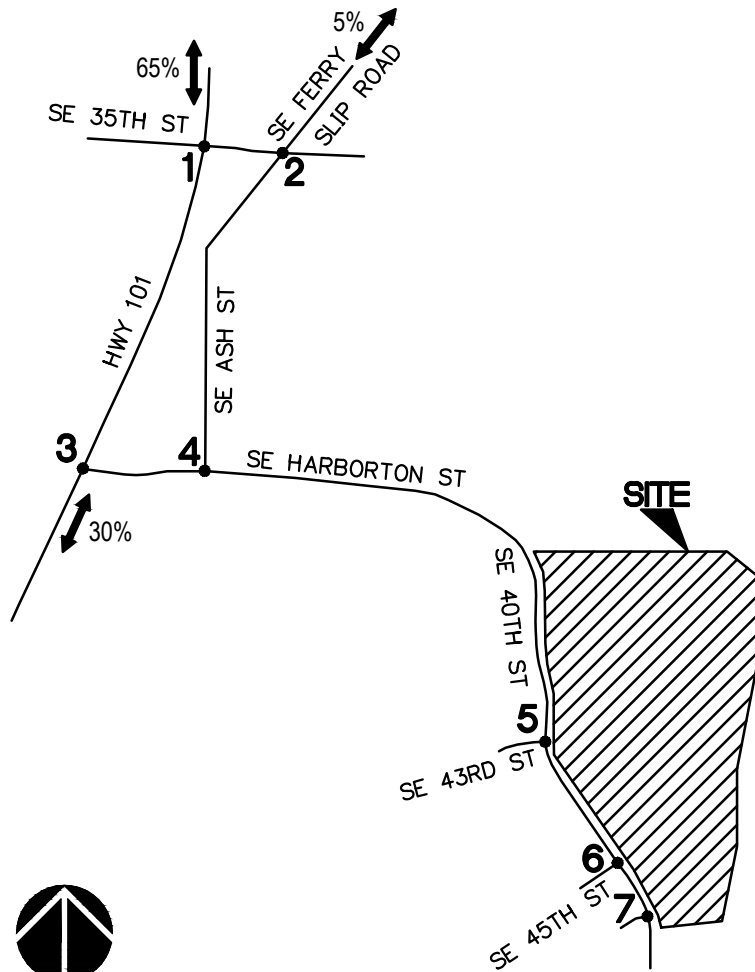 5%
65%
SE FERRY
SLIP ROAD
SE 35TH ST
1
2
HWY 101
SE ASH ST
3
4
SE HARBORTON ST
30%
SITE
SE 40TH ST
5
SE 43RD ST
6
SE 45TH ST
7